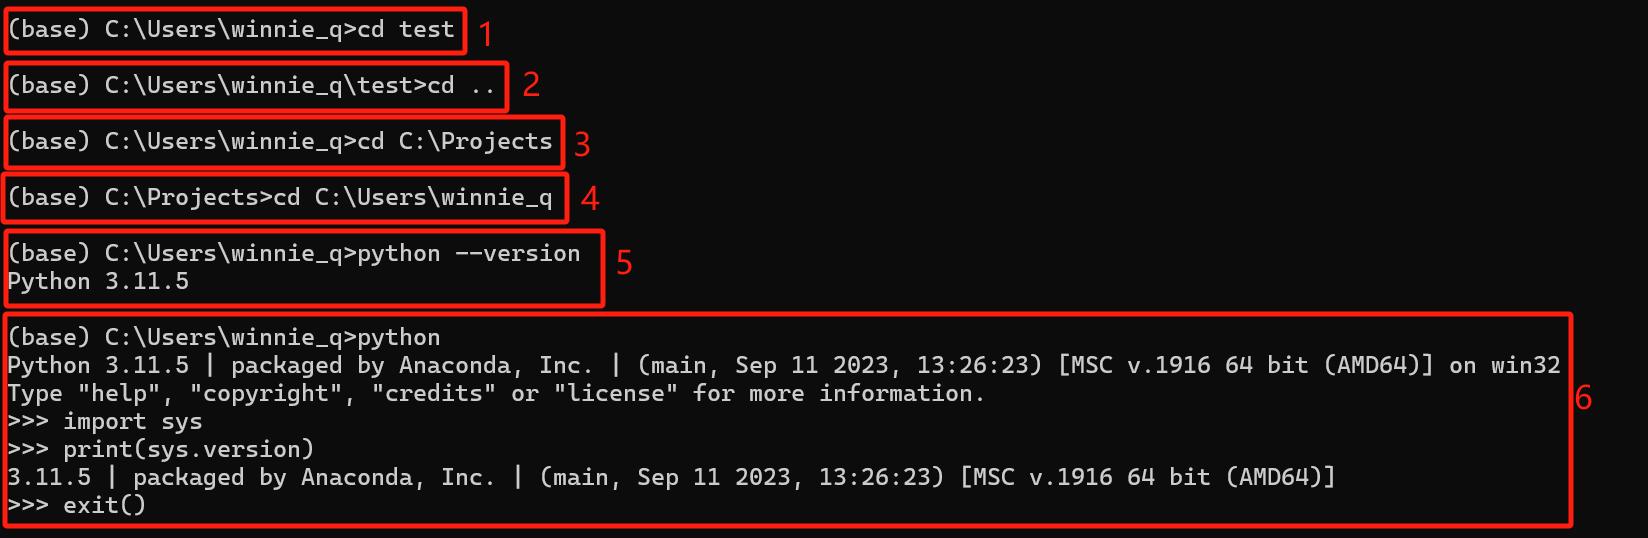 (base) C:\Users\winnie_q>cd test 1
(base) C:\Users\winnie_q\test>cd .. 2
(base) C:\Users\winnie_q>cd C:\Projects 3
(base) C:\Projects>cd C:\Users\winnie_q 4
(base) C:\Users\winnie_q>python --version 5
Python 3.11.5
(base) C:\Users\winnie_q>python
Python 3.11.5 | packaged by Anaconda, Inc. | (main, Sep 11 2023, 13:26:23) [MSC v.1916 64 bit (AMD64)] on win32
Type "help", "copyright", "credits" or "license" for more information. 6
>>> import sys
>>> print(sys.version)
3.11.5 | packaged by Anaconda, Inc. | (main, Sep 11 2023, 13:26:23) [MSC v.1916 64 bit (AMD64)]
>>> exit()